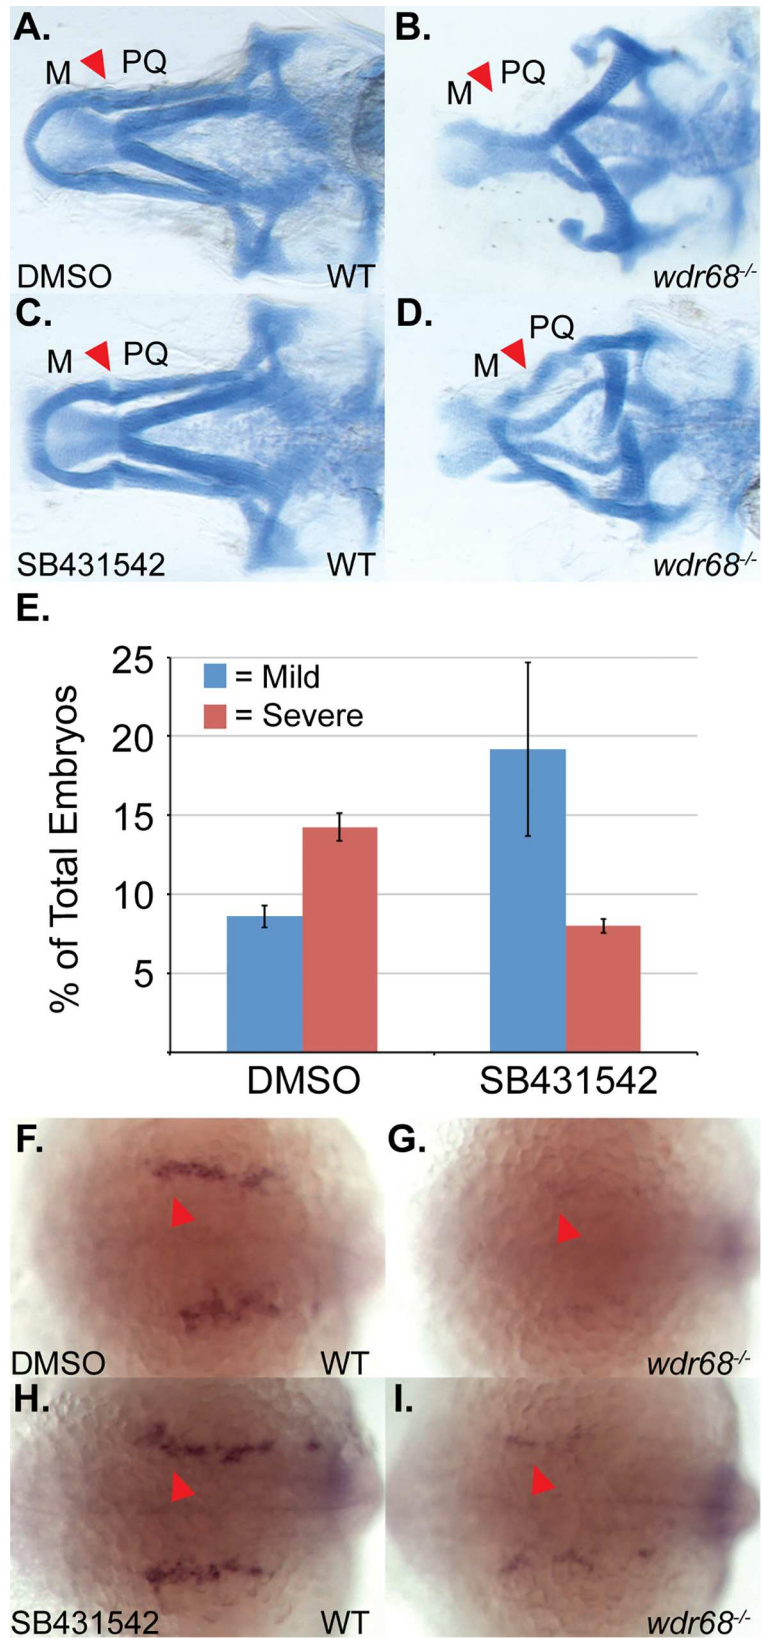 A.
M PQ
DMSO WT
B.
M PQ
wdr68-/-
C.
M PQ
SB431542 WT
D.
M PQ
wdr68-/-
E.
% of Total Embryos
25
20
15
10
5
= Mild
= Severe
DMSO SB431542
F.
DMSO WT
G.
wdr68-/-
H.
SB431542 WT
I.
wdr68-/-